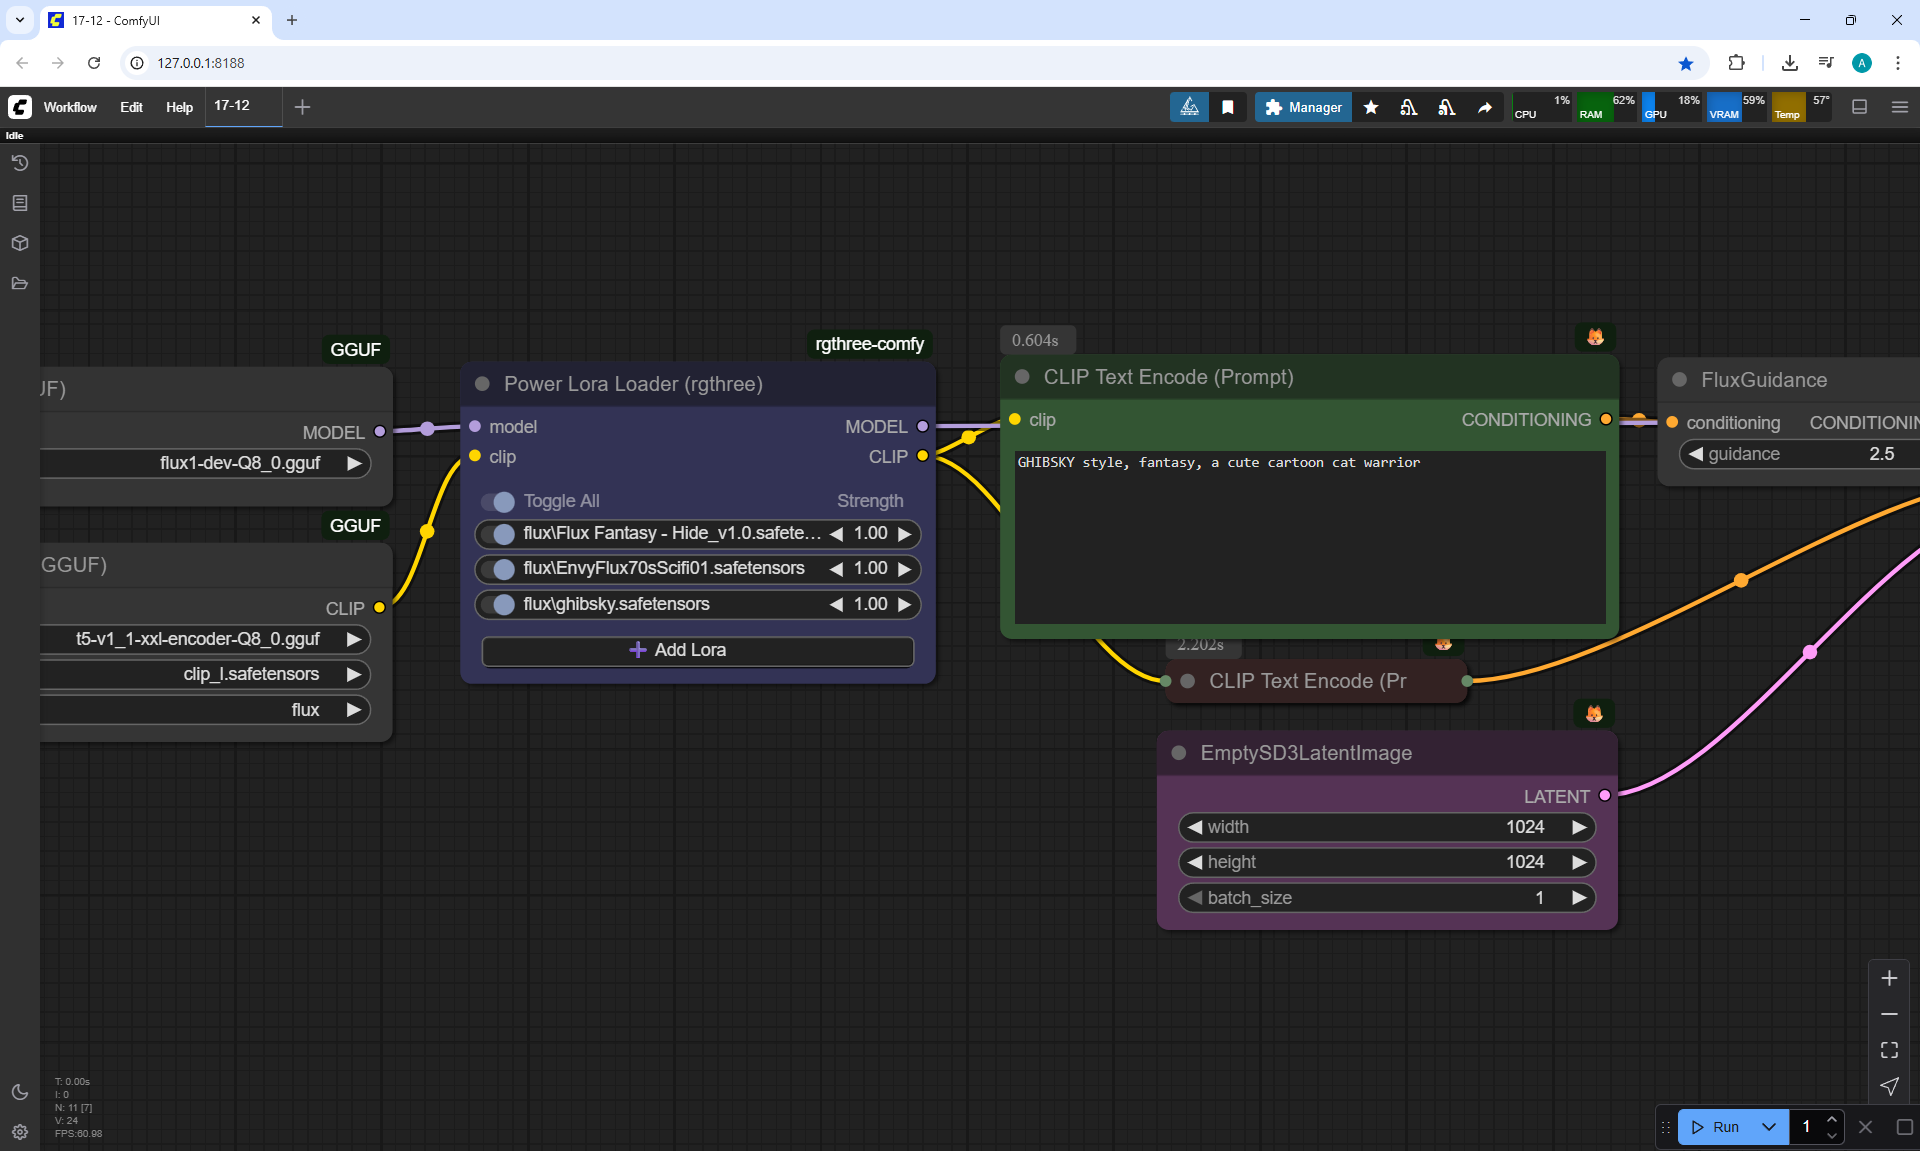 17-12 - ComfyUI
127.0.0.1:8188
A
Workflow Edit Help 17-12
Manager
CPU 1% RAM 62% GPU 18% VRAM 59% Temp 57°
Idle
GGUF
UF)
MODEL
flux1-dev-Q8_0.gguf
GGUF
GGUF)
CLIP
t5-v1_1-xxl-encoder-Q8_0.gguf
clip_l.safetensors
flux
rgthree-comfy
Power Lora Loader (rgthree)
model MODEL
clip CLIP
Toggle All Strength
flux\Flux Fantasy - Hide_v1.0.safete... 1.00
flux\EnvyFlux70sScifi01.safetensors 1.00
flux\ghibsky.safetensors 1.00
Add Lora
0.604s
CLIP Text Encode (Prompt)
clip CONDITIONING
GHIBSKY style, fantasy, a cute cartoon cat warrior
2.202s
CLIP Text Encode (Pr
EmptySD3LatentImage
LATENT
width 1024
height 1024
batch_size 1
FluxGuidance
conditioning CONDITIONIN
guidance 2.5
T: 0.00s
I: 0
N: 11 [7]
V: 24
FPS:60.98
Run 1